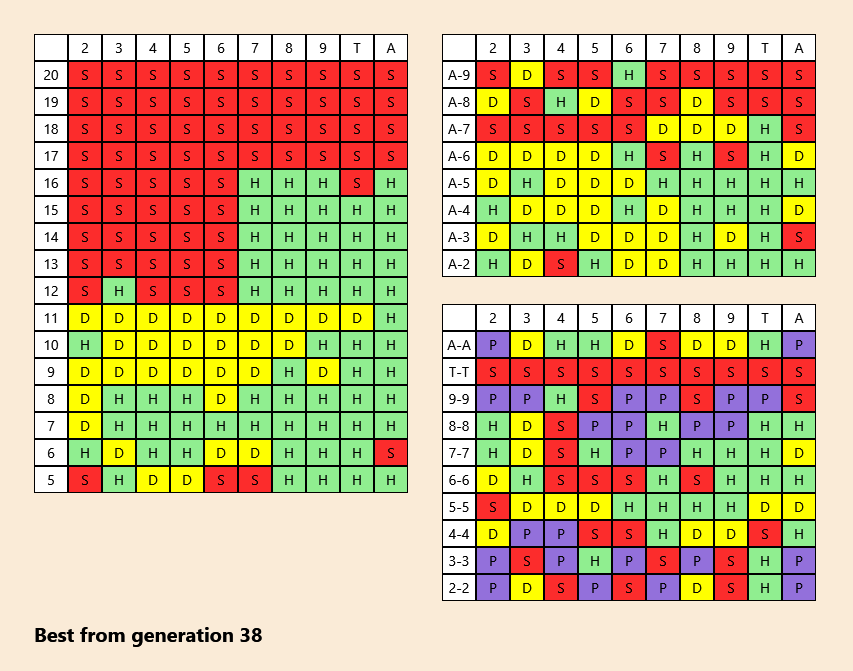 2 3 4 5 6 7 8 9 T A
20 S S S S S S S S S S
19 S S S S S S S S S S
18 S S S S S S S S S S
17 S S S S S S S S S S
16 S S S S S H H H S H
15 S S S S S H H H H H
14 S S S S S H H H H H
13 S S S S S H H H H H
12 S H S S S H H H H H
11 D D D D D D D D D H
10 H D D D D D D H H H
9 D D D D D D H D H H
8 D H H H D H H H H H
7 D H H H H H H H H H
6 H D H H D D H H H S
5 S H D D S S H H H H
2 3 4 5 6 7 8 9 T A
A-9 S D S S H S S S S S
A-8 D S H D S S D S S S
A-7 S S S S S D D D H S
A-6 D D D D H S H S H D
A-5 D H D D D H H H H H
A-4 H D D D H D H H H D
A-3 D H H D D D H D H S
A-2 H D S H D D H H H H
2 3 4 5 6 7 8 9 T A
A-A P D H H D S D D H P
T-T S S S S S S S S S S
9-9 P P H S P P S P P S
8-8 H D S P P H P P H H
7-7 H D S H P P H H H D
6-6 D H S S S H S H H H
5-5 S D D D H H H H D D
4-4 D P P S S H D D S H
3-3 P S P H P S P S H P
2-2 P D S P S P D S H P
Best from generation 38